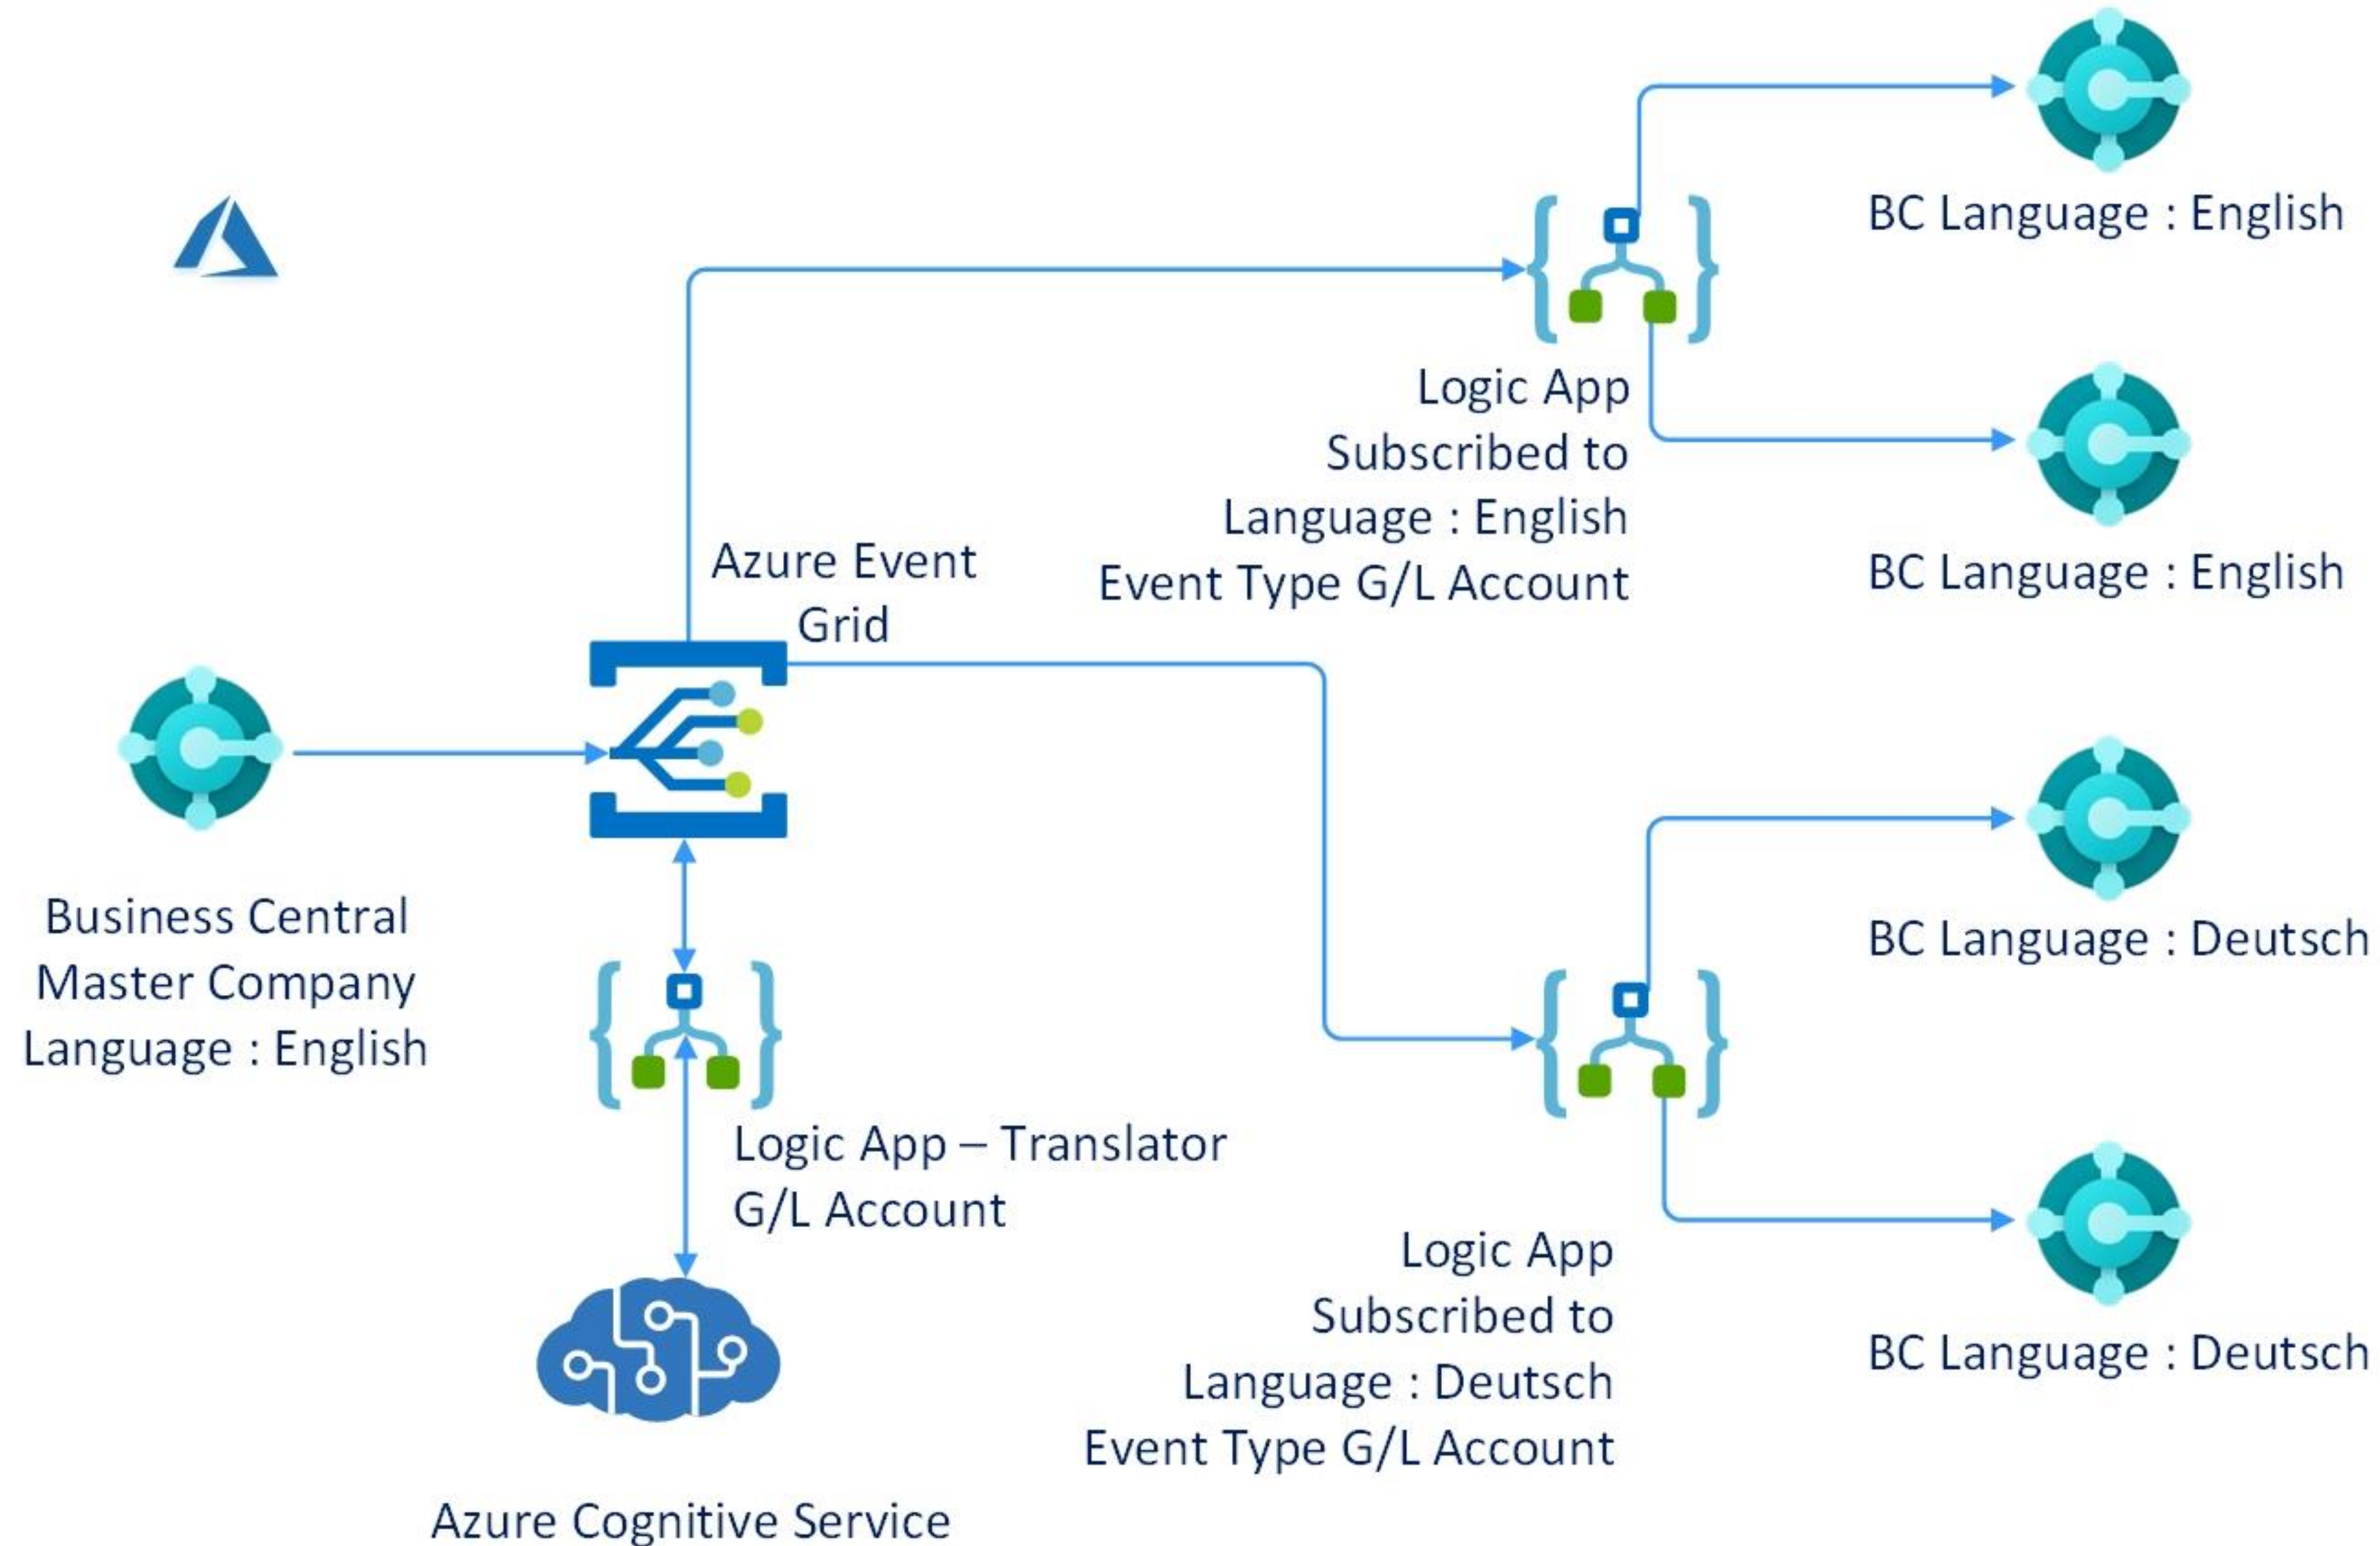 BC Language : English
Logic App
Subscribed to
Language : English
Event Type G/L Account
BC Language : English
Azure Event
Grid
Business Central
Master Company
Language : English
BC Language : Deutsch
Logic App – Translator
G/L Account
Logic App
Subscribed to
Language : Deutsch
Event Type G/L Account
BC Language : Deutsch
Azure Cognitive Service